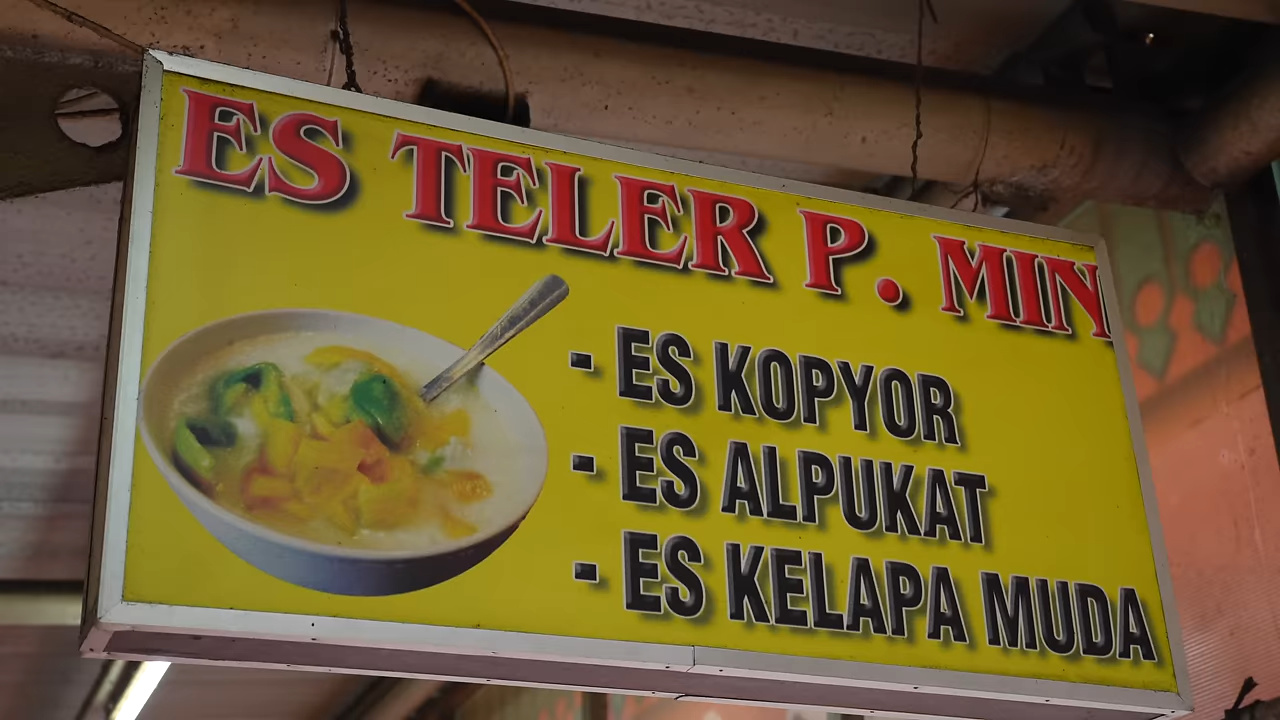 ES TELER P. MIN
- ES KOPYOR
- ES ALPUKAT
- ES KELAPA MUDA